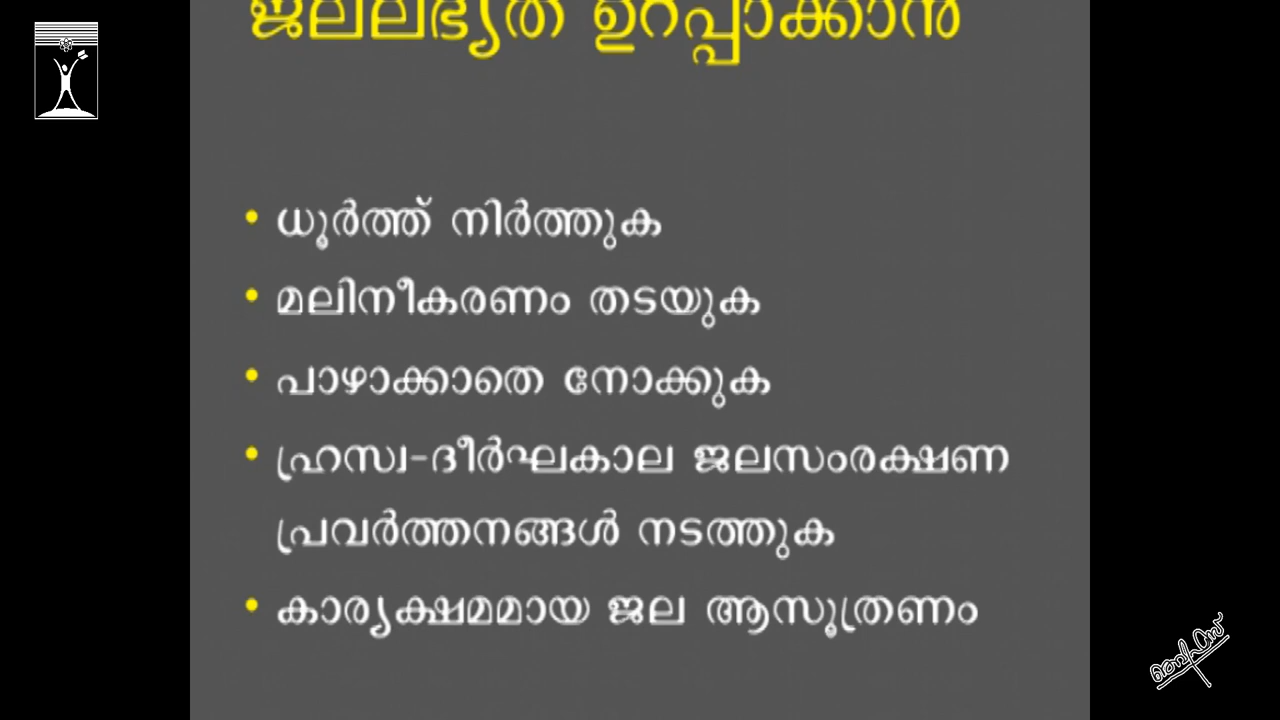 ജലലഭ്യത ഉറപ്പാക്കാൻ
• ധൂർത്ത് നിർത്തുക
• മലിനീകരണം തടയുക
• പാഴാക്കാതെ നോക്കുക
• ഹ്രസ്വ-ദീർഘകാല ജലസംരക്ഷണ
പ്രവർത്തനങ്ങൾ നടത്തുക
• കാര്യക്ഷമമായ ജല ആസൂത്രണം